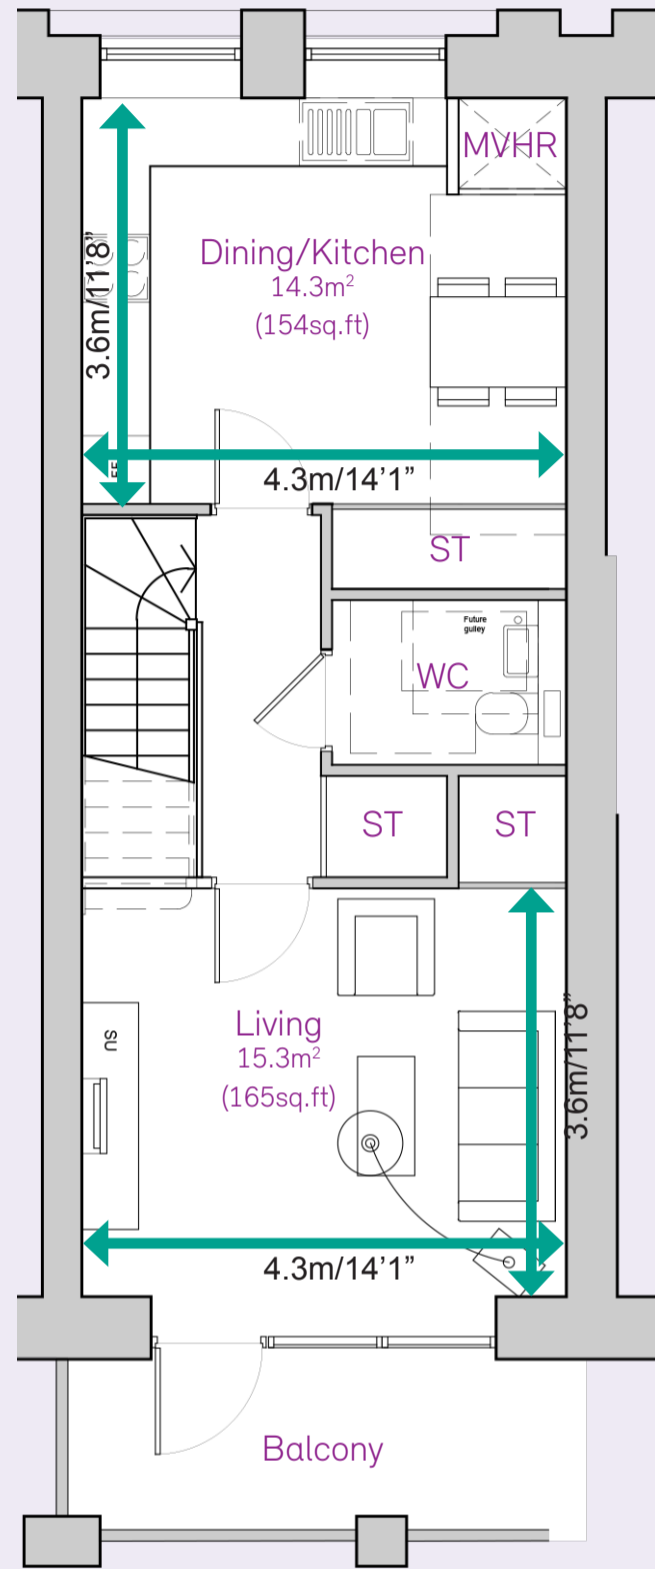 MVHR
Dining/Kitchen
14.3m²
(154sq.ft)
3.6m/11'8"
4.3m/14'1"
ST
Future
gulley
WC
ST
ST
Living
15.3m²
(165sq.ft)
SU
3.6m/11'8"
4.3m/14'1"
Balcony